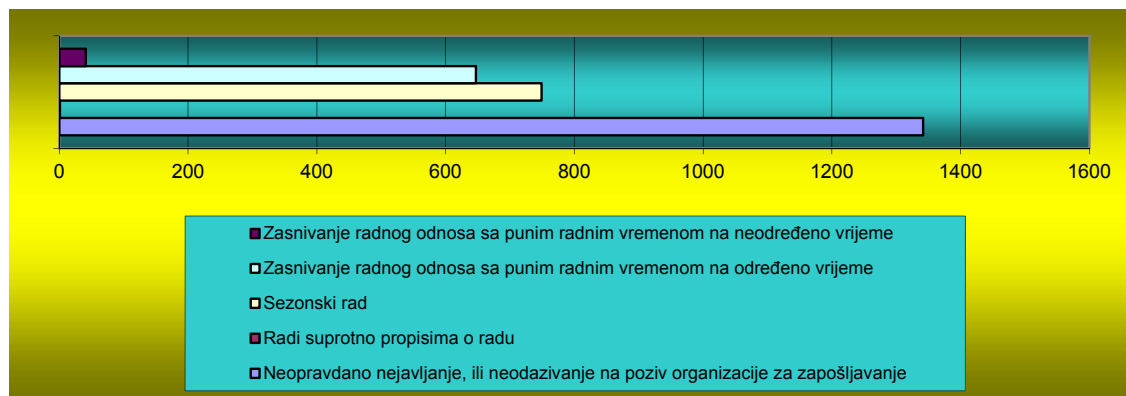 0 200 400 600 800 1000 1200 1400 1600
Zasnivanje radnog odnosa sa punim radnim vremenom na neodređeno vrijeme
Zasnivanje radnog odnosa sa punim radnim vremenom na određeno vrijeme
Sezonski rad
Radi suprotno propisima o radu
Neopravdano nejavljanje, ili neodazivanje na poziv organizacije za zapošljavanje